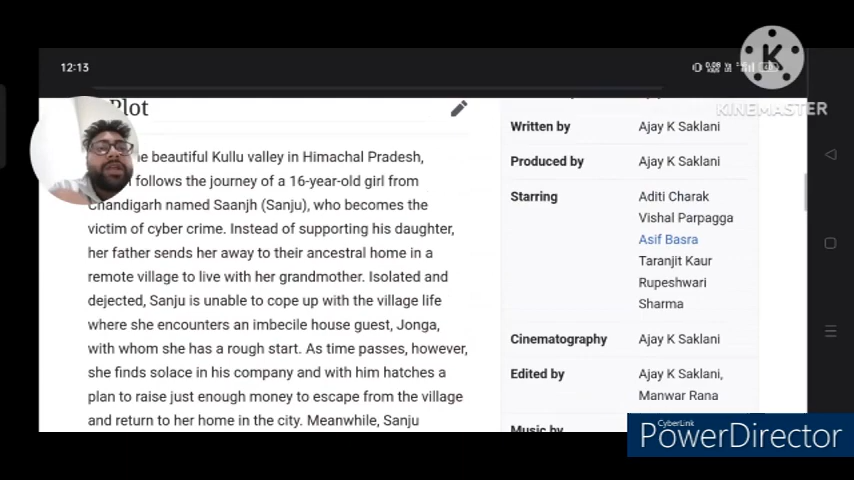 12:13
KINEMASTER
Plot
beautiful Kullu valley in Himachal Pradesh,
follows the journey of a 16-year-old girl from
Chandigarh named Saanjh (Sanju), who becomes the
victim of cyber crime. Instead of supporting his daughter,
her father sends her away to their ancestral home in a
remote village to live with her grandmother. Isolated and
dejected, Sanju is unable to cope up with the village life
where she encounters an imbecile house guest, Jonga,
with whom she has a rough start. As time passes, however,
she finds solace in his company and with him hatches a
plan to raise just enough money to escape from the village
and return to her home in the city. Meanwhile, Sanju
Written by Ajay K Saklani
Produced by Ajay K Saklani
Starring Aditi Charak
Vishal Parpagga
Asif Basra
Taranjit Kaur
Rupeshwari
Sharma
Cinematography Ajay K Saklani
Edited by Ajay K Saklani,
Manwar Rana
Music by
CyberLink
PowerDirector